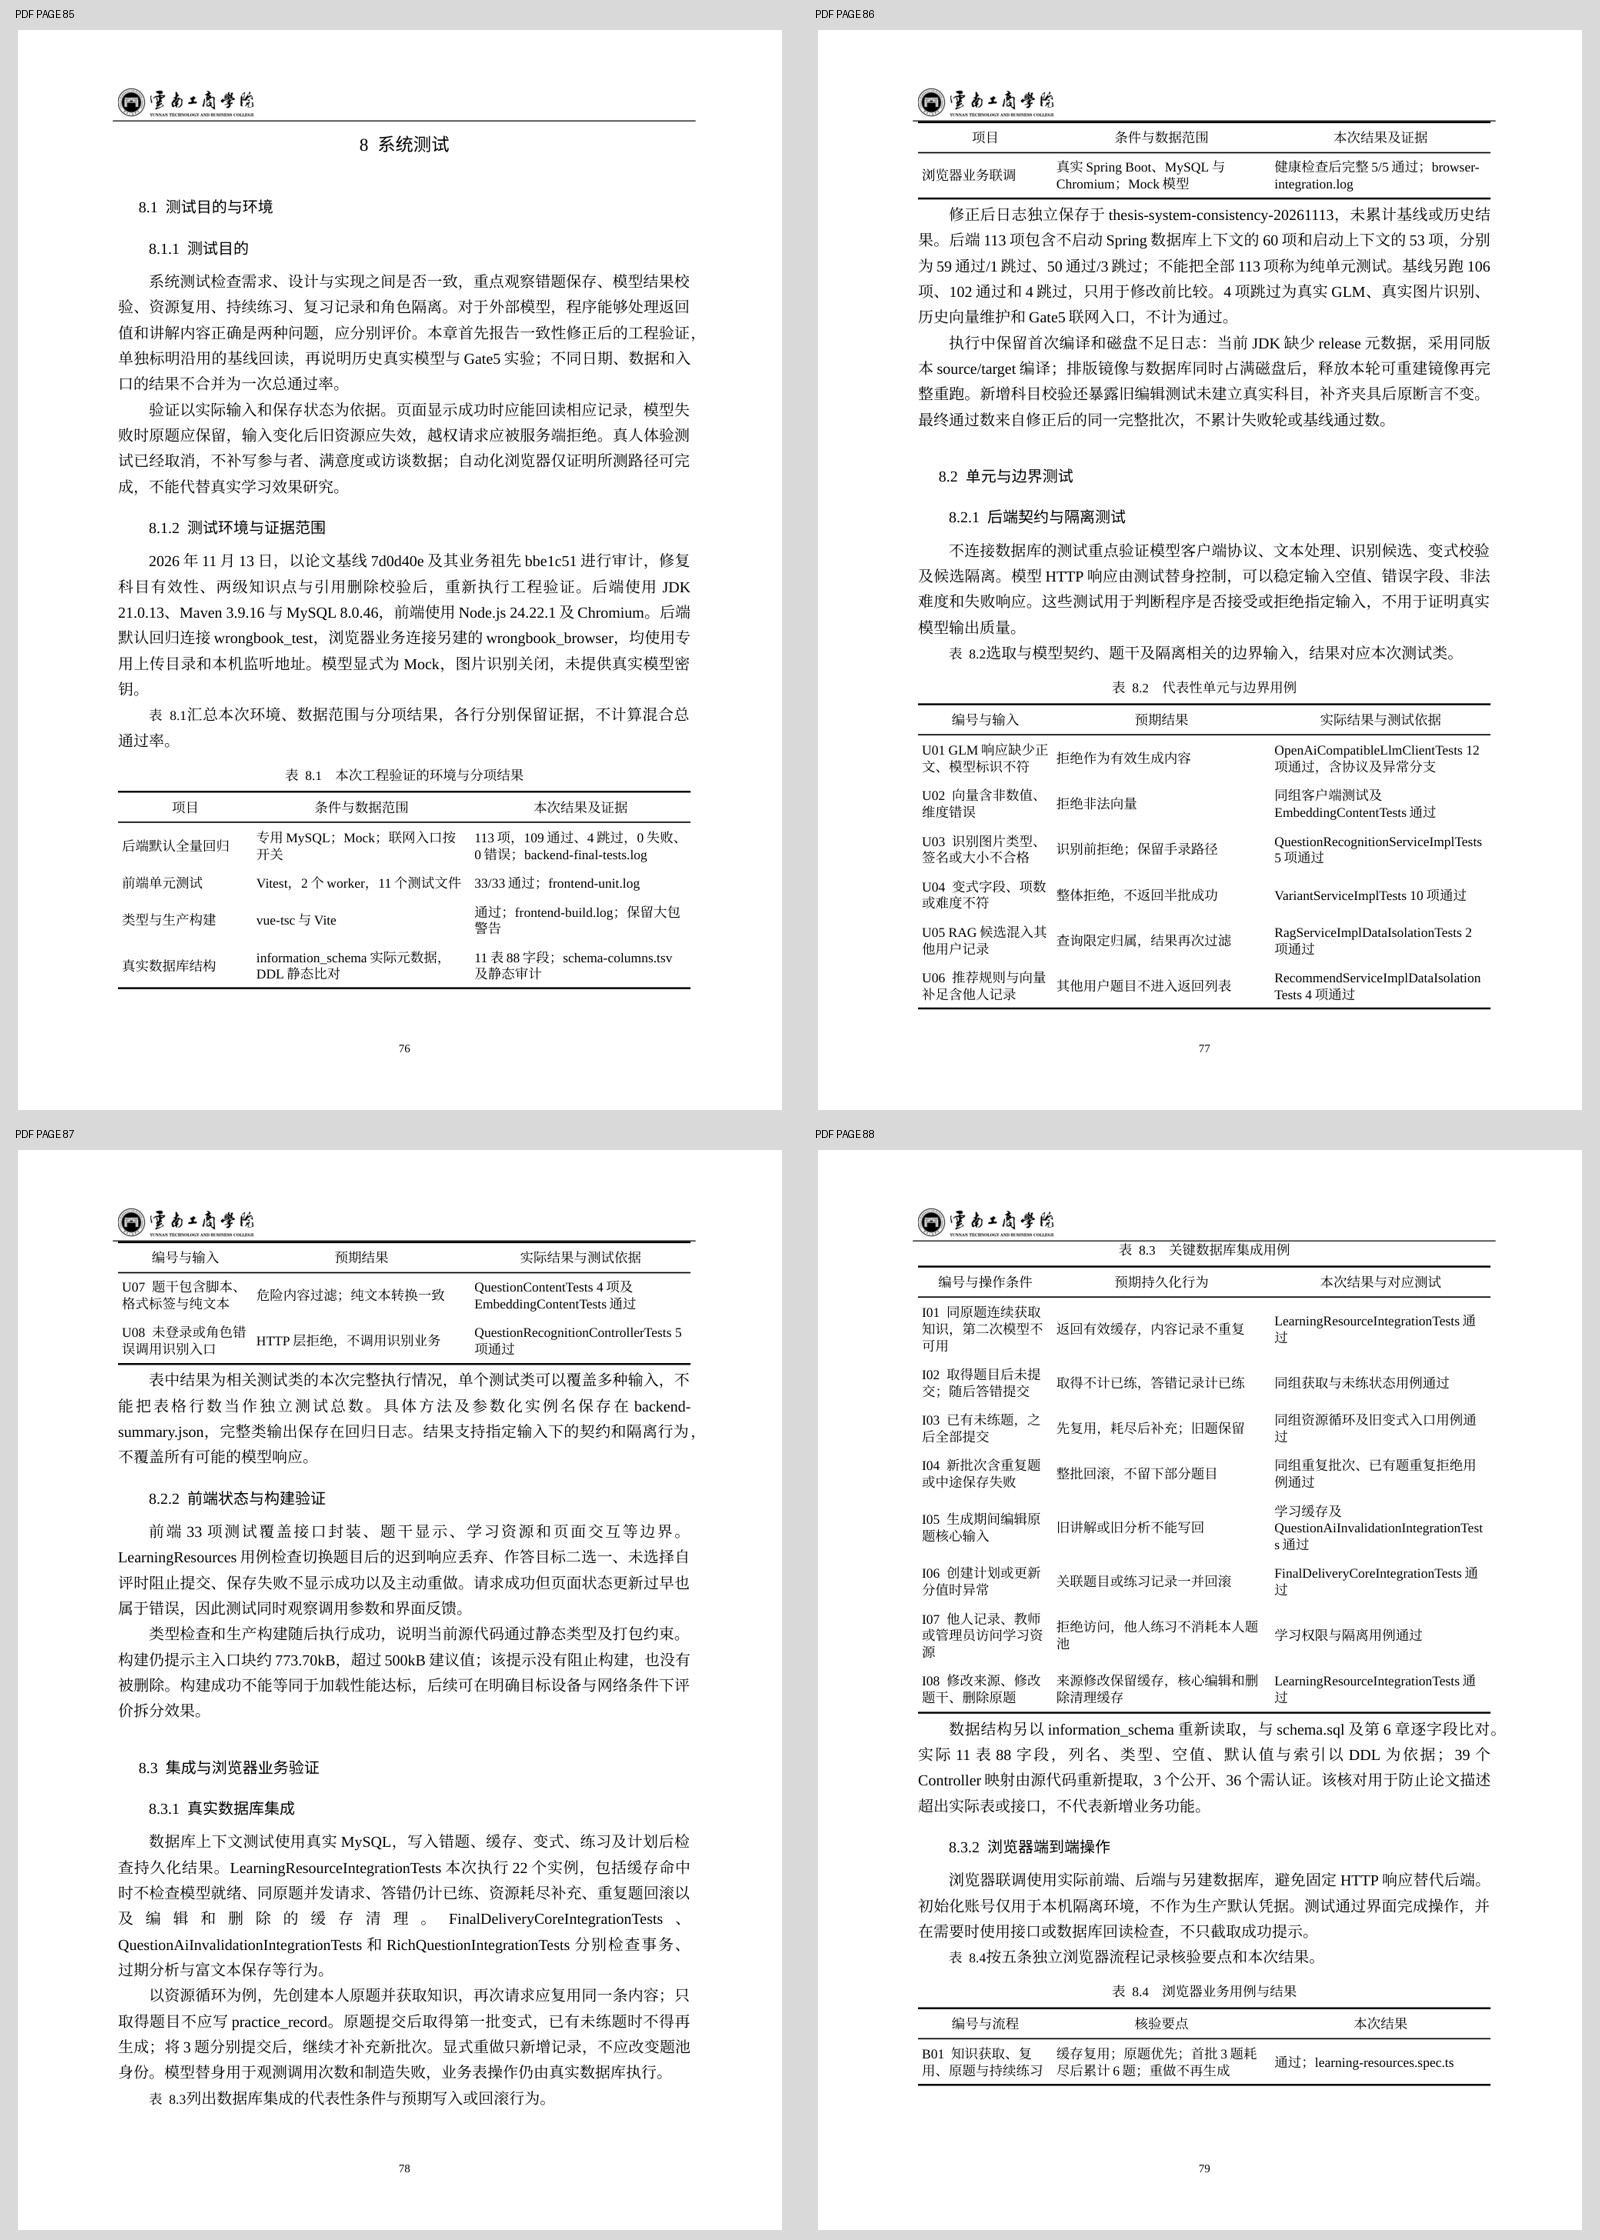 PDF PAGE 85
雲南工商學院
YUNNAN TECHNOLOGY AND BUSINESS COLLEGE
8 系统测试
8.1 测试目的与环境
8.1.1 测试目的
系统测试检查需求、设计与实现之间是否一致，重点观察错题保存、模型结果校
验、资源复用、持续练习、复习记录和角色隔离。对于外部模型，程序能够处理返回
值和讲解内容正确是两种问题，应分别评价。本章首先报告一致性修正后的工程验证，
单独标明沿用的基线回读，再说明历史真实模型与 Gate5 实验；不同日期、数据和入
口的结果不合并为一次总通过率。
验证以实际输入和保存状态为依据。页面显示成功时应能回读相应记录，模型失
败时原题应保留，输入变化后旧资源应失效，越权请求应被服务端拒绝。真人体验测
试已经取消，不补写参与者、满意度或访谈数据；自动化浏览器仅证明所测路径可完
成，不能代替真实学习效果研究。
8.1.2 测试环境与证据范围
2026 年 11 月 13 日，以论文基线 7d0d40e 及其业务祖先 bbe1c51 进行审计，修复
科目有效性、两级知识点与引用删除校验后，重新执行工程验证。后端使用 JDK
21.0.13、Maven 3.9.16 与 MySQL 8.0.46，前端使用 Node.js 24.22.1 及 Chromium。后端
默认回归连接 wrongbook_test，浏览器业务连接另建的 wrongbook_browser，均使用专
用上传目录和本机监听地址。模型显式为 Mock，图片识别关闭，未提供真实模型密
钥。
表 8.1汇总本次环境、数据范围与分项结果，各行分别保留证据，不计算混合总
通过率。
表 8.1 本次工程验证的环境与分项结果
项目 条件与数据范围 本次结果及证据
后端默认全量回归 专用 MySQL；Mock；联网入口按开关 113 项，109 通过、4 跳过，0 失败、0 错误；backend-final-tests.log
前端单元测试 Vitest，2 个 worker，11 个测试文件 33/33 通过；frontend-unit.log
类型与生产构建 vue-tsc 与 Vite 通过；frontend-build.log；保留大包警告
真实数据库结构 information_schema 实际元数据，DDL 静态比对 11 表 88 字段；schema-columns.tsv 及静态审计
76
PDF PAGE 86
雲南工商學院
YUNNAN TECHNOLOGY AND BUSINESS COLLEGE
项目 条件与数据范围 本次结果及证据
浏览器业务联调 真实 Spring Boot、MySQL 与 Chromium；Mock 模型 健康检查后完整 5/5 通过；browser-integration.log
修正后日志独立保存于 thesis-system-consistency-20261113，未累计基线或历史结
果。后端 113 项包含不启动 Spring 数据库上下文的 60 项和启动上下文的 53 项，分别
为 59 通过/1 跳过、50 通过/3 跳过；不能把全部 113 项称为纯单元测试。基线另跑 106
项、102 通过和 4 跳过，只用于修改前比较。4 项跳过为真实 GLM、真实图片识别、
历史向量维护和 Gate5 联网入口，不计为通过。
执行中保留首次编译和磁盘不足日志：当前 JDK 缺少 release 元数据，采用同版
本 source/target 编译；排版镜像与数据库同时占满磁盘后，释放本轮可重建镜像再完
整重跑。新增科目校验还暴露旧编辑测试未建立真实科目，补齐夹具后原断言不变。
最终通过数来自修正后的同一完整批次，不累计失败轮或基线通过数。
8.2 单元与边界测试
8.2.1 后端契约与隔离测试
不连接数据库的测试重点验证模型客户端协议、文本处理、识别候选、变式校验
及候选隔离。模型 HTTP 响应由测试替身控制，可以稳定输入空值、错误字段、非法
难度和失败响应。这些测试用于判断程序是否接受或拒绝指定输入，不用于证明真实
模型输出质量。
表 8.2选取与模型契约、题干及隔离相关的边界输入，结果对应本次测试类。
表 8.2 代表性单元与边界用例
编号与输入 预期结果 实际结果与测试依据
U01 GLM 响应缺少正文、模型标识不符 拒绝作为有效生成内容 OpenAiCompatibleLlmClientTests 12 项通过，含协议及异常分支
U02 向量含非数值、维度错误 拒绝非法向量 同组客户端测试及 EmbeddingContentTests 通过
U03 识别图片类型、签名或大小不合格 识别前拒绝；保留手录路径 QuestionRecognitionServiceImplTests 5 项通过
U04 变式字段、项数或难度不符 整体拒绝，不返回半批成功 VariantServiceImplTests 10 项通过
U05 RAG 候选混入其他用户记录 查询限定归属，结果再次过滤 RagServiceImplDataIsolationTests 2 项通过
U06 推荐规则与向量补足含他人记录 其他用户题目不进入返回列表 RecommendServiceImplDataIsolation Tests 4 项通过
77
PDF PAGE 87
雲南工商學院
YUNNAN TECHNOLOGY AND BUSINESS COLLEGE
编号与输入 预期结果 实际结果与测试依据
U07 题干包含脚本、格式标签与纯文本 危险内容过滤；纯文本转换一致 QuestionContentTests 4 项及 EmbeddingContentTests 通过
U08 未登录或角色错误调用识别入口 HTTP 层拒绝，不调用识别业务 QuestionRecognitionControllerTests 5 项通过
表中结果为相关测试类的本次完整执行情况，单个测试类可以覆盖多种输入，不
能把表格行数当作独立测试总数。具体方法及参数化实例名保存在 backend-
summary.json，完整类输出保存在回归日志。结果支持指定输入下的契约和隔离行为，
不覆盖所有可能的模型响应。
8.2.2 前端状态与构建验证
前端 33 项测试覆盖接口封装、题干显示、学习资源和页面交互等边界。
LearningResources 用例检查切换题目后的迟到响应丢弃、作答目标二选一、未选择自
评时阻止提交、保存失败不显示成功以及主动重做。请求成功但页面状态更新过早也
属于错误，因此测试同时观察调用参数和界面反馈。
类型检查和生产构建随后执行成功，说明当前源代码通过静态类型及打包约束。
构建仍提示主入口块约 773.70kB，超过 500kB 建议值；该提示没有阻止构建，也没有
被删除。构建成功不能等同于加载性能达标，后续可在明确目标设备与网络条件下评
价拆分效果。
8.3 集成与浏览器业务验证
8.3.1 真实数据库集成
数据库上下文测试使用真实 MySQL，写入错题、缓存、变式、练习及计划后检
查持久化结果。LearningResourceIntegrationTests 本次执行 22 个实例，包括缓存命中
时不检查模型就绪、同原题并发请求、答错仍计已练、资源耗尽补充、重复题回滚以
及编辑和删除的缓存清理。FinalDeliveryCoreIntegrationTests、
QuestionAiInvalidationIntegrationTests 和 RichQuestionIntegrationTests 分别检查事务、
过期分析与富文本保存等行为。
以资源循环为例，先创建本人原题并获取知识，再次请求应复用同一条内容；只
取得题目不应写 practice_record。原题提交后取得第一批变式，已有未练题时不得再
生成；将 3 题分别提交后，继续才补充新批次。显式重做只新增记录，不应改变题池
身份。模型替身用于观测调用次数和制造失败，业务表操作仍由真实数据库执行。
表 8.3列出数据库集成的代表性条件与预期写入或回滚行为。
78
PDF PAGE 88
雲南工商學院
YUNNAN TECHNOLOGY AND BUSINESS COLLEGE
表 8.3 关键数据库集成用例
编号与操作条件 预期持久化行为 本次结果与对应测试
I01 同原题连续获取知识，第二次模型不可用 返回有效缓存，内容记录不重复 LearningResourceIntegrationTests 通过
I02 取得题目后未提交；随后答错提交 取得不计已练，答错记录计已练 同组获取与未练状态用例通过
I03 已有未练题，之后全部提交 先复用，耗尽后补充；旧题保留 同组资源循环及旧变式入口用例通过
I04 新批次含重复题或中途保存失败 整批回滚，不留下部分题目 同组重复批次、已有题重复拒绝用例通过
I05 生成期间编辑原题核心输入 旧讲解或旧分析不能写回 学习缓存及 QuestionAiInvalidationIntegrationTests 通过
I06 创建计划或更新分值时异常 关联题目或练习记录一并回滚 FinalDeliveryCoreIntegrationTests 通过
I07 他人记录、教师或管理员访问学习资源 拒绝访问，他人练习不消耗本人题池 学习权限与隔离用例通过
I08 修改来源、修改题干、删除原题 来源修改保留缓存，核心编辑和删除清理缓存 LearningResourceIntegrationTests 通过
数据结构另以 information_schema 重新读取，与 schema.sql 及第 6 章逐字段比对。
实际 11 表 88 字段，列名、类型、空值、默认值与索引以 DDL 为依据；39 个
Controller 映射由源代码重新提取，3 个公开、36 个需认证。该核对用于防止论文描述
超出实际表或接口，不代表新增业务功能。
8.3.2 浏览器端到端操作
浏览器联调使用实际前端、后端与另建数据库，避免固定 HTTP 响应替代后端。
初始化账号仅用于本机隔离环境，不作为生产默认凭据。测试通过界面完成操作，并
在需要时使用接口或数据库回读检查，不只截取成功提示。
表 8.4按五条独立浏览器流程记录核验要点和本次结果。
表 8.4 浏览器业务用例与结果
编号与流程 核验要点 本次结果
B01 知识获取、复用、原题与持续练习 缓存复用；原题优先；首批 3 题耗尽后累计 6 题；重做不再生成 通过；learning-resources.spec.ts
79